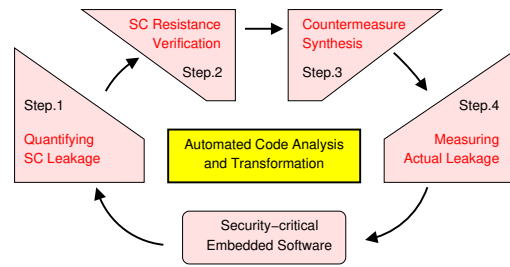 Step.1
Quantifying
SC Leakage
SC Resistance
Verification
Step.2
Countermeasure
Synthesis
Step.3
Step.4
Measuring
Actual Leakage
Automated Code Analysis
and Transformation
Security−critical
Embedded Software